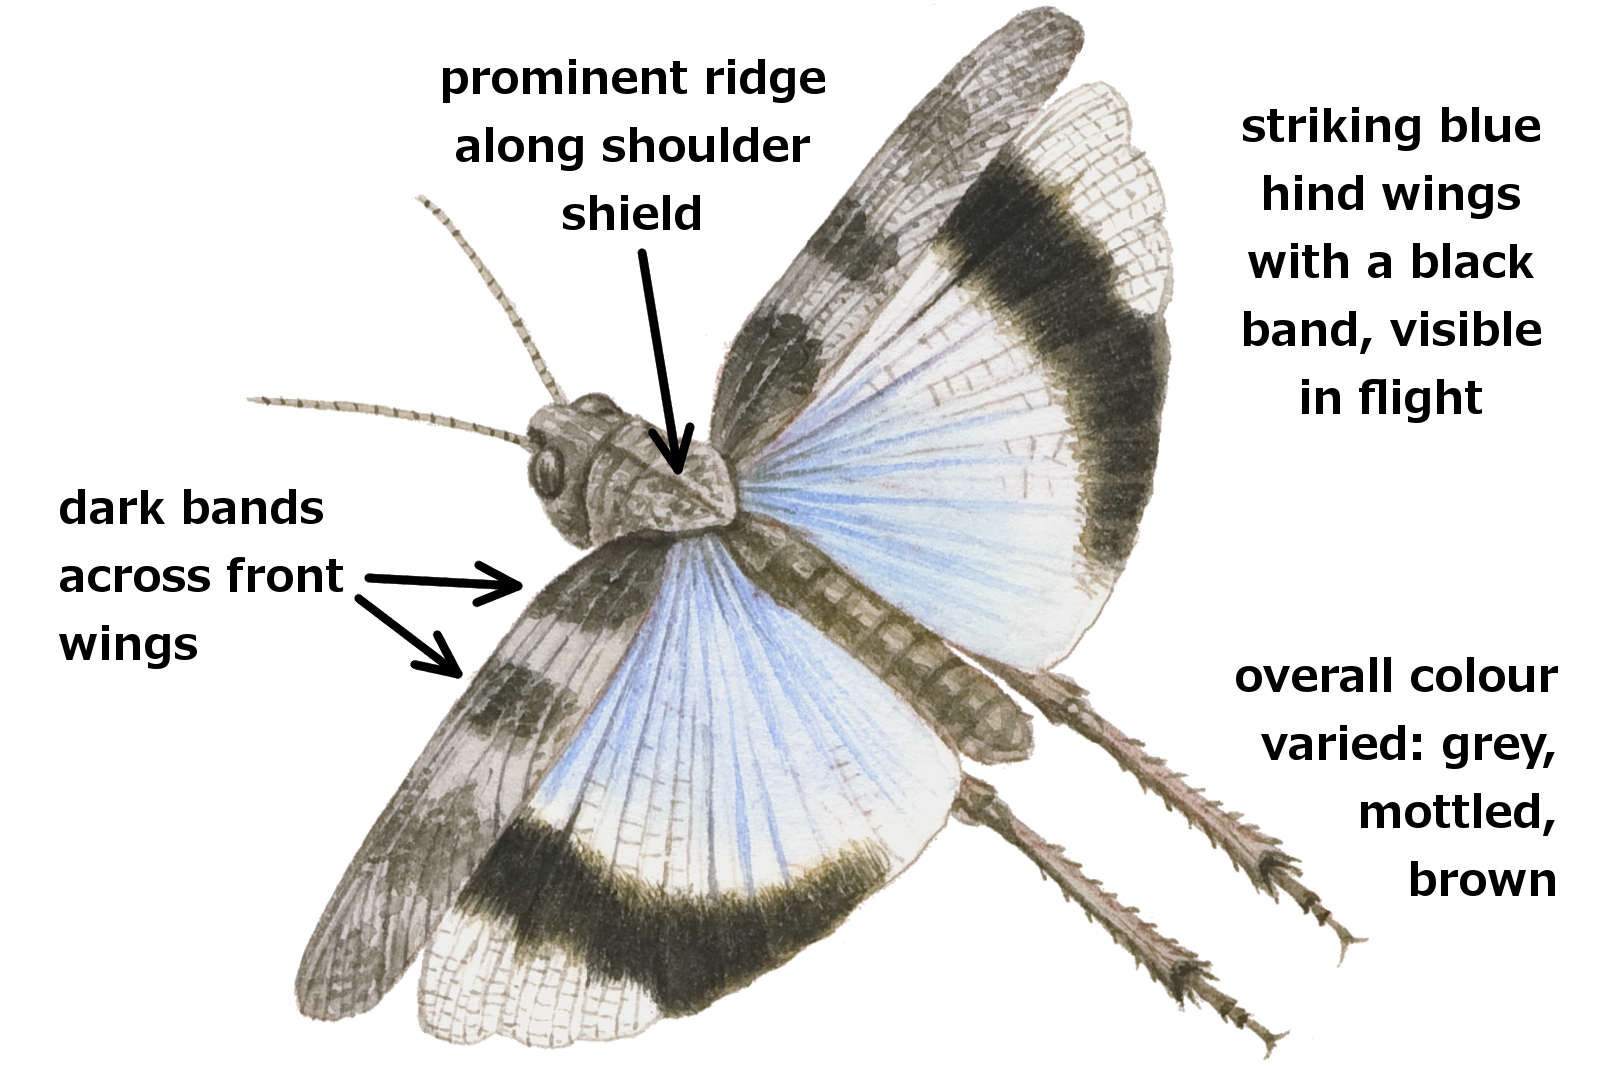 prominent ridge
along shoulder
shield
striking blue
hind wings
with a black
band, visible
in flight
dark bands
across front
wings
overall colour
varied: grey,
mottled,
brown